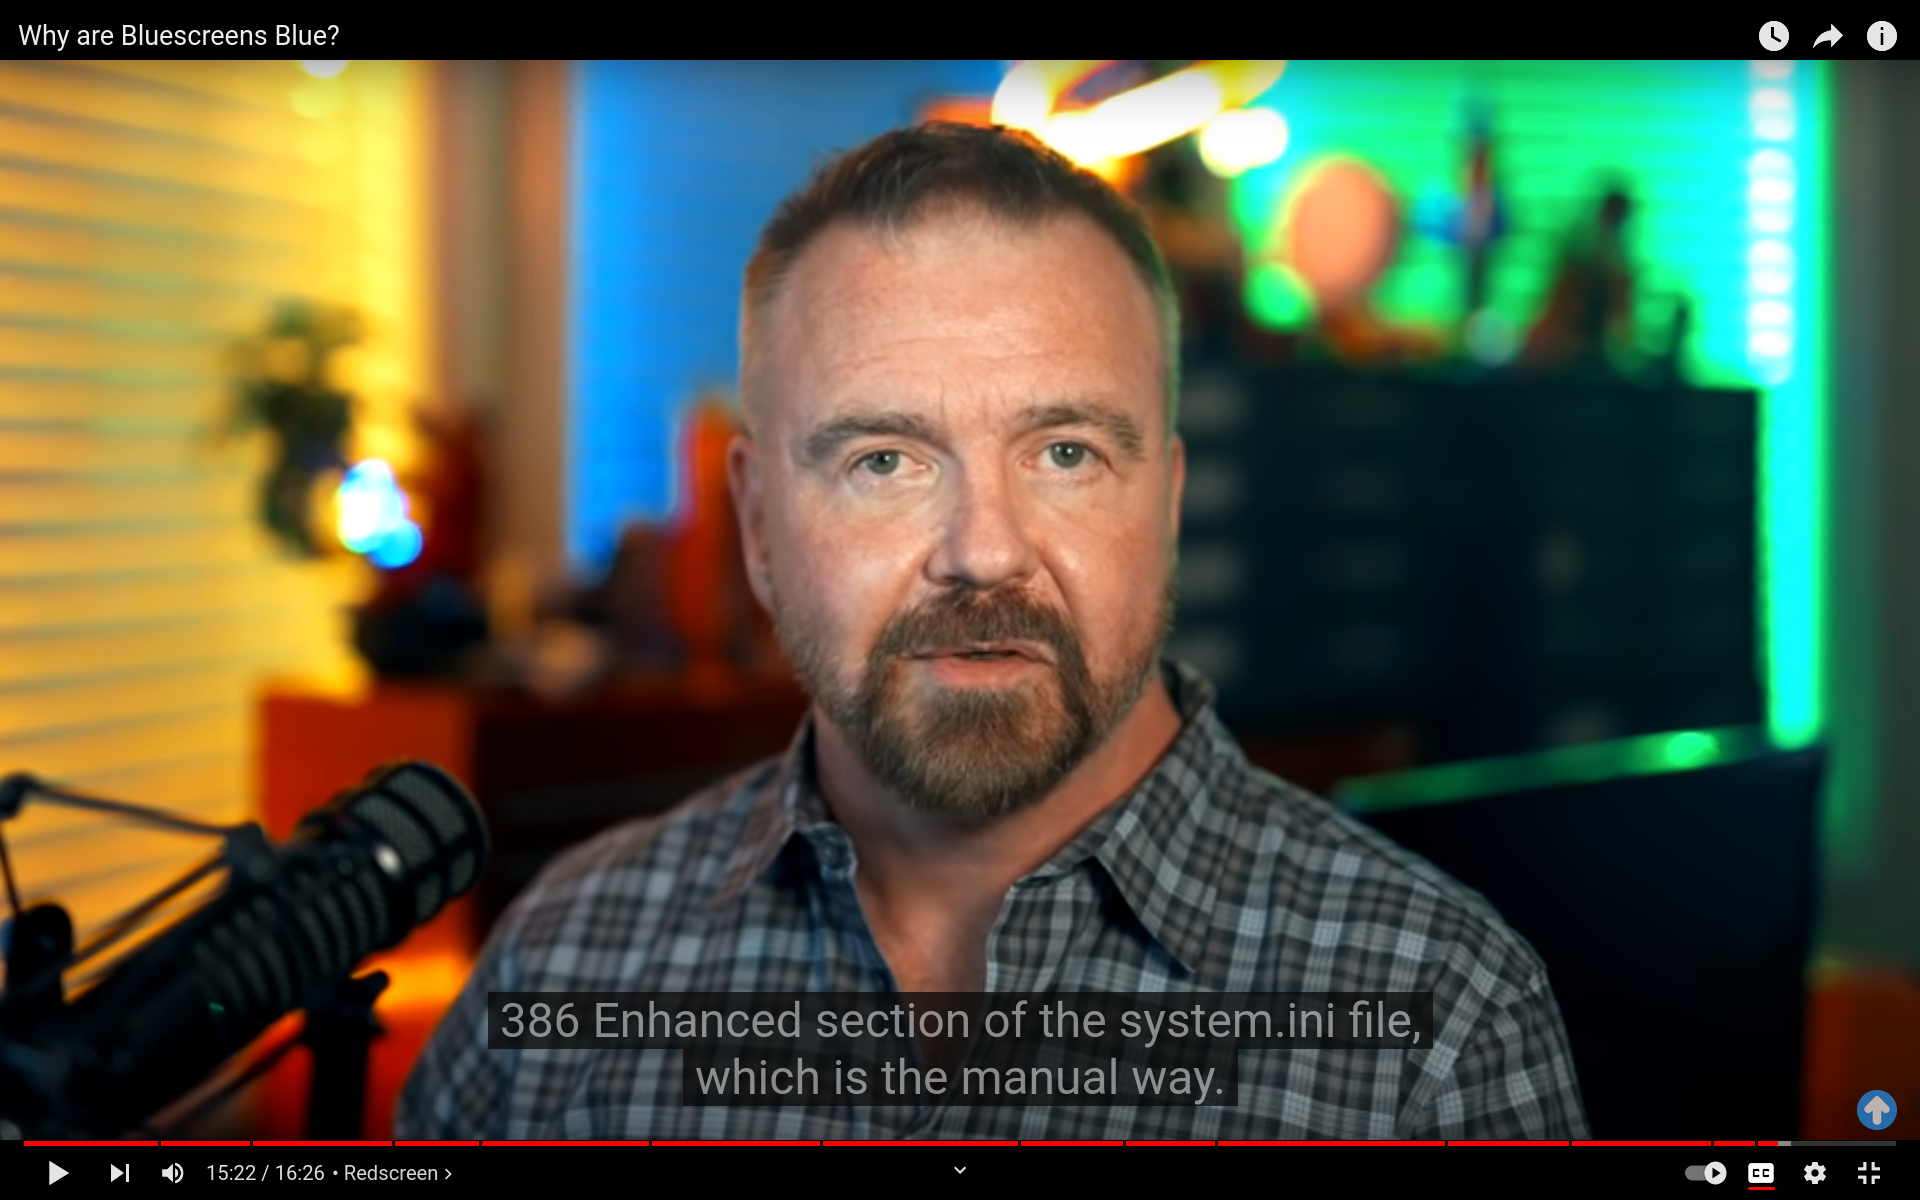 Why are Bluescreens Blue?
386 Enhanced section of the system.ini file,
which is the manual way.
15:22 / 16:26 • Redscreen ›
CC